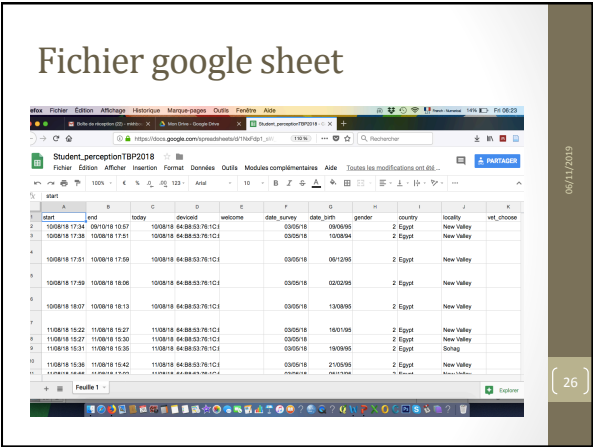 Fichier google sheet
Fichier Édition Affichage Historique Marque-pages Outils Fenêtre Aide
14% Fri 06:23
Mon Drive - Google Drive
Student_perceptionTBP2018
https://docs.google.com/spreadsheets/d/1NxFdp1
110 %
Rechercher
Student_perceptionTBP2018
PARTAGER
Fichier Édition Afficher Insertion Format Données Outils Modules complémentaires Aide Toutes les modifications ont été ...
100% € % .0 .00 123 Arial 10 B I S A
start
A B C D E F G H I J K
1 start end today deviceid welcome date_survey date_birth gender country locality vet_choose
2 10/08/18 17:34 09/10/18 10:57 10/08/18 64:B8:53:76:1C:E 03/05/18 09/06/95 2 Egypt New Valley
3 10/08/18 17:38 10/08/18 17:51 10/08/18 64:B8:53:76:1C:E 03/05/18 10/08/94 2 Egypt New Valley
4 10/08/18 17:51 10/08/18 17:59 10/08/18 64:B8:53:76:1C:E 03/05/18 06/12/95 2 Egypt New Valley
5 10/08/18 17:59 10/08/18 18:06 10/08/18 64:B8:53:76:1C:E 03/05/18 02/02/95 2 Egypt New Valley
6 10/08/18 18:07 10/08/18 18:13 10/08/18 64:B8:53:76:1C:E 03/05/18 13/08/95 2 Egypt New Valley
7 11/08/18 15:22 11/08/18 15:27 11/08/18 64:B8:53:76:1C:E 03/05/18 16/01/95 2 Egypt New Valley
8 11/08/18 15:27 11/08/18 15:30 11/08/18 64:B8:53:76:1C:E 03/05/18 2 Egypt New Valley
9 11/08/18 15:31 11/08/18 15:35 11/08/18 64:B8:53:76:1C:E 03/05/18 19/09/95 2 Egypt Sohag
10 11/08/18 15:36 11/08/18 15:42 11/08/18 64:B8:53:76:1C:E 03/05/18 21/05/95 2 Egypt New Valley
Feuille 1
Explorer
06/11/2019
26